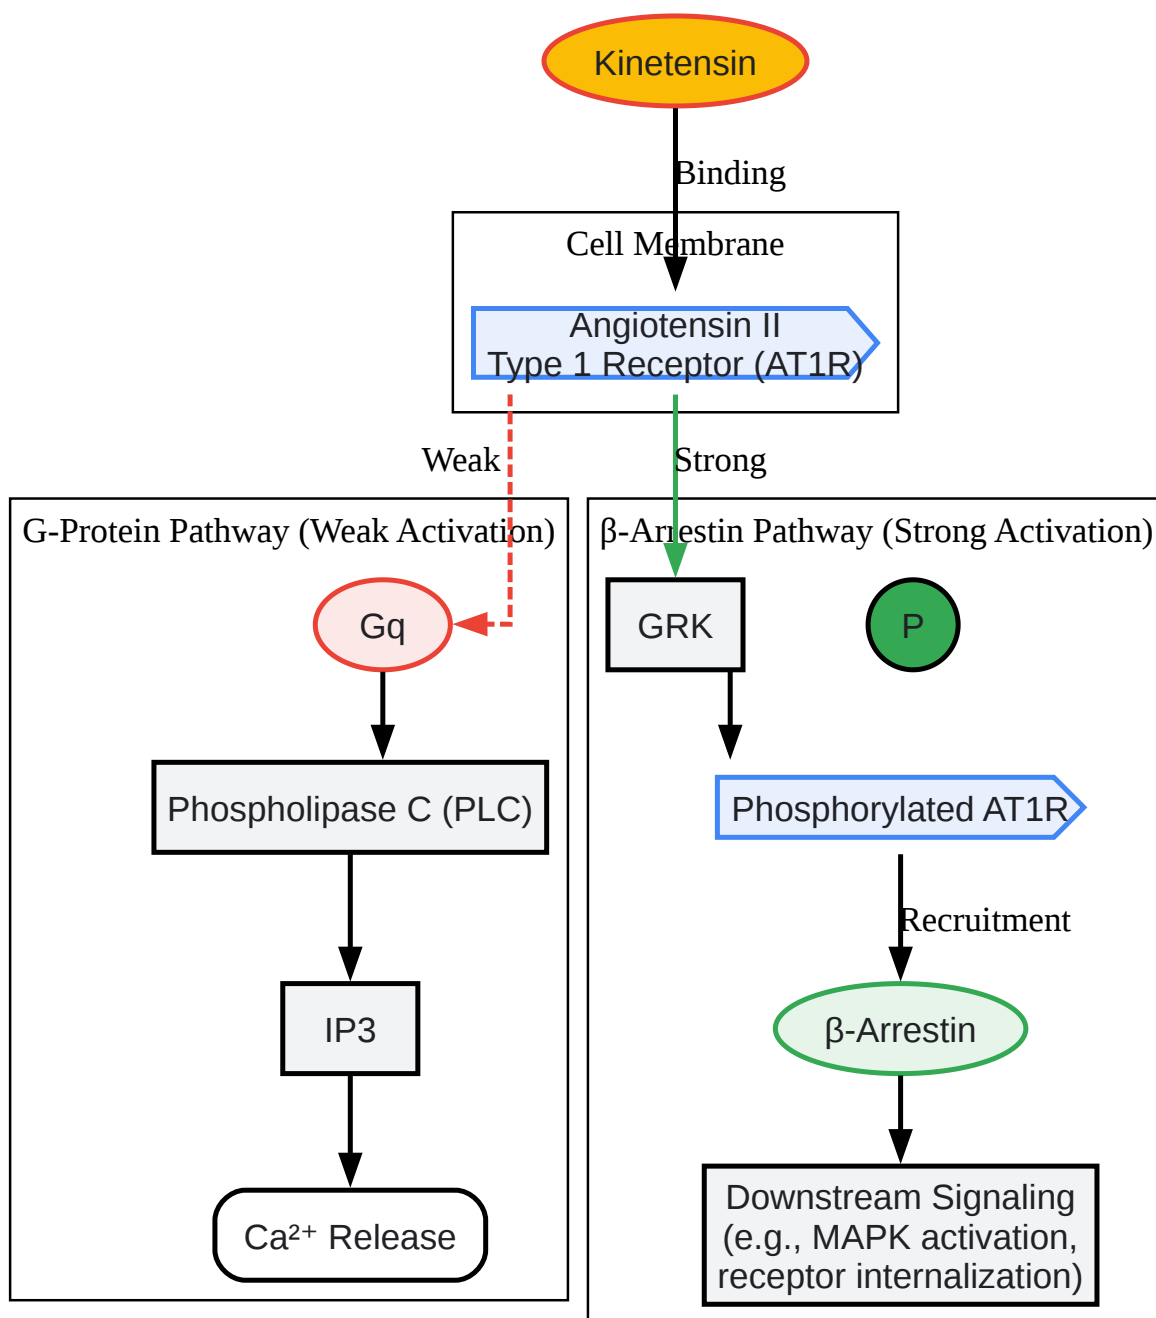 Kinetensin
Binding
Cell Membrane
Angiotensin II
Type 1 Receptor (AT1R)
Weak
Strong
G-Protein Pathway (Weak Activation)
β-Arrestin Pathway (Strong Activation)
Gq
GRK
P
Phospholipase C (PLC)
Phosphorylated AT1R
Recruitment
IP3
β-Arrestin
Ca²⁺ Release
Downstream Signaling
(e.g., MAPK activation,
receptor internalization)